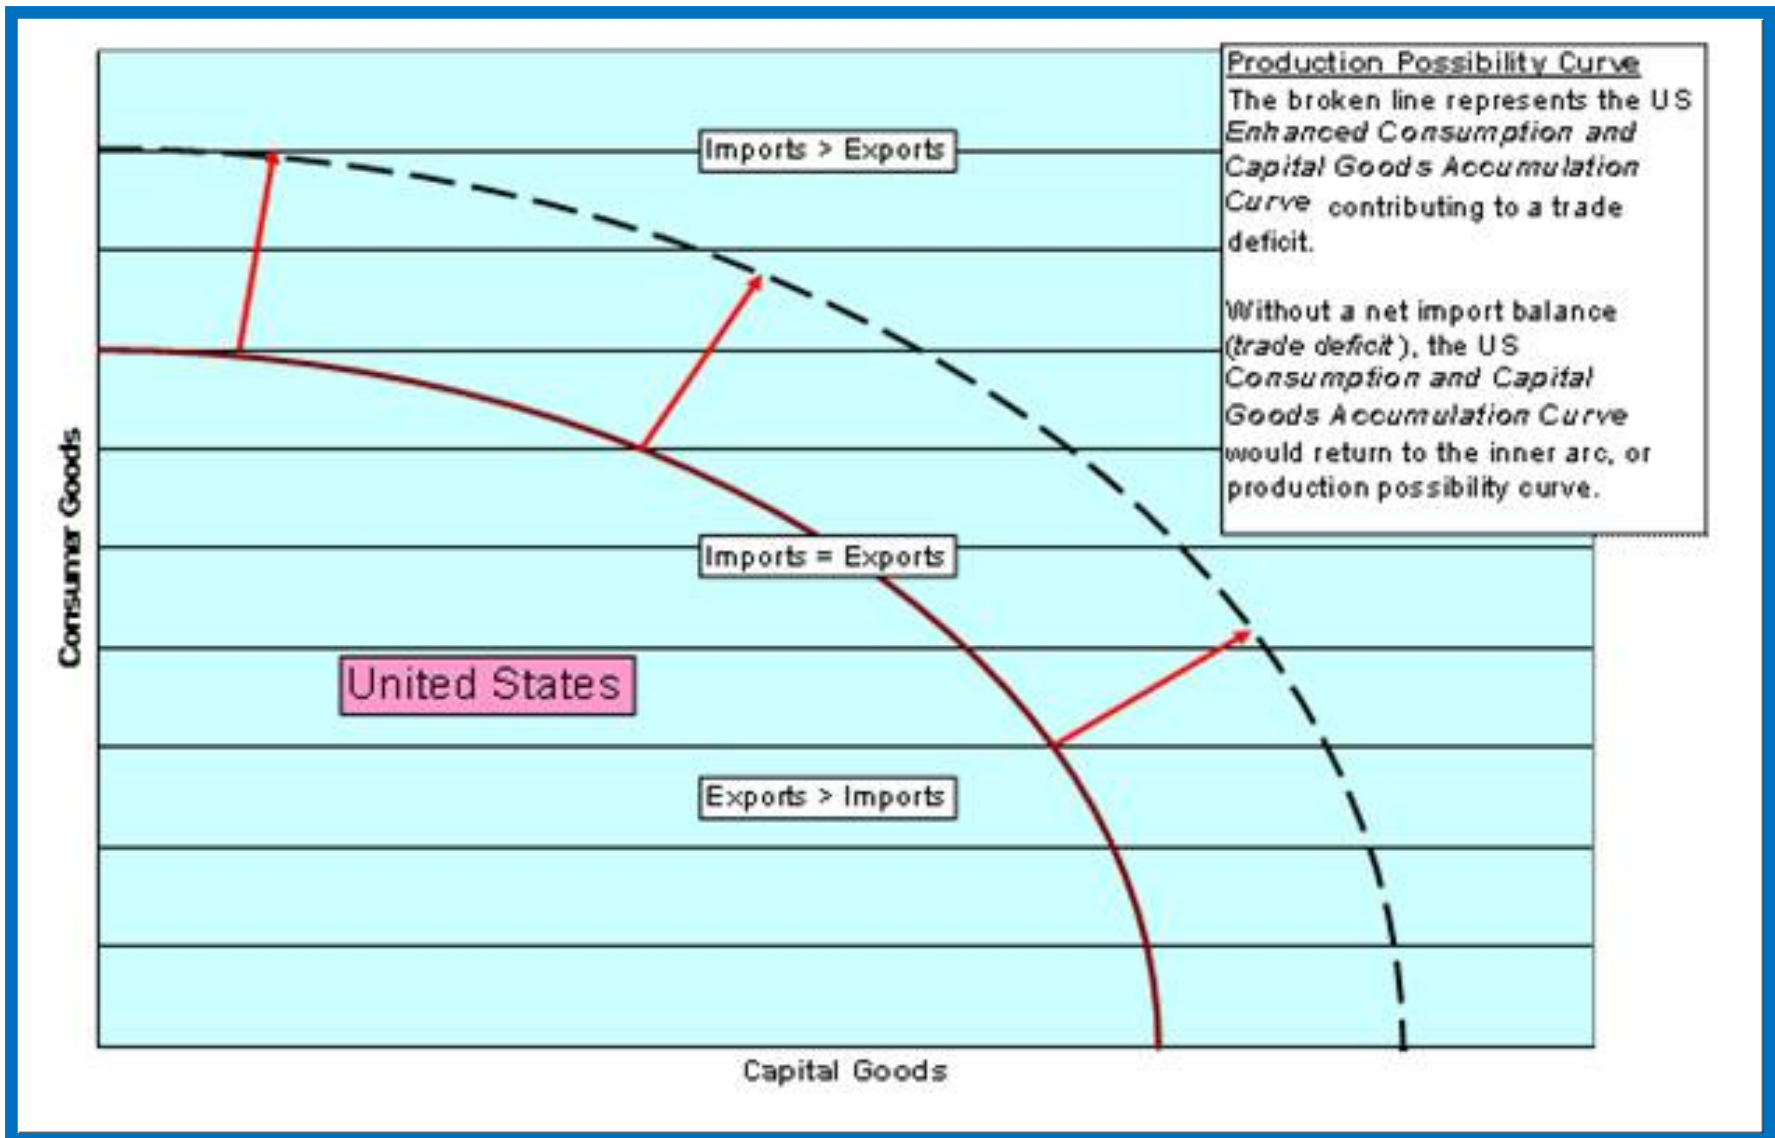 Production Possibility Curve
The broken line represents the US
Enhanced Consumption and
Capital Goods Accumulation
Curve contributing to a trade
deficit.
Without a net import balance
(trade deficit), the US
Consumption and Capital
Goods Accumulation Curve
would return to the inner arc, or
production possibility curve.
Imports > Exports
Imports = Exports
United States
Exports > Imports
Consumer Goods
Capital Goods